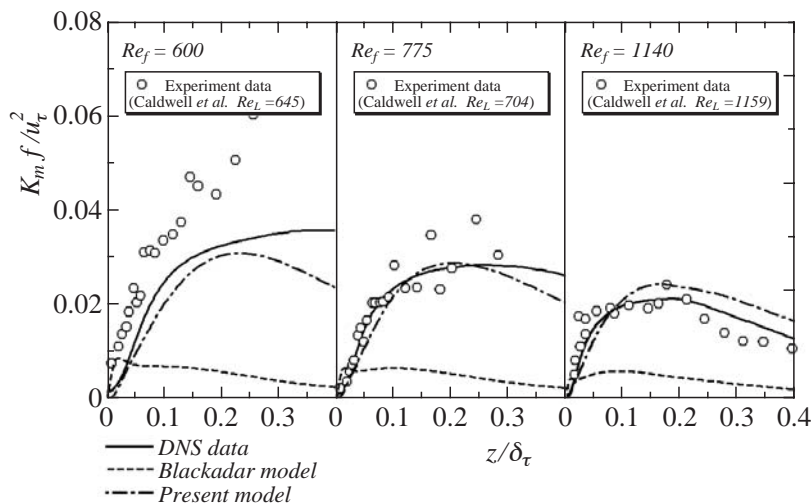 0.08
0.06
0.04
0.02
0
K_m f/u_τ^2
Re_f = 600
Experiment data
(Caldwell et al. Re_L =645)
Re_f = 775
Experiment data
(Caldwell et al. Re_L =704)
Re_f = 1140
Experiment data
(Caldwell et al. Re_L =1159)
0 0.1 0.2 0.3 0 0.1 0.2 0.3 0 0.1 0.2 0.3 0.4
z/δ_τ
DNS data
Blackadar model
Present model